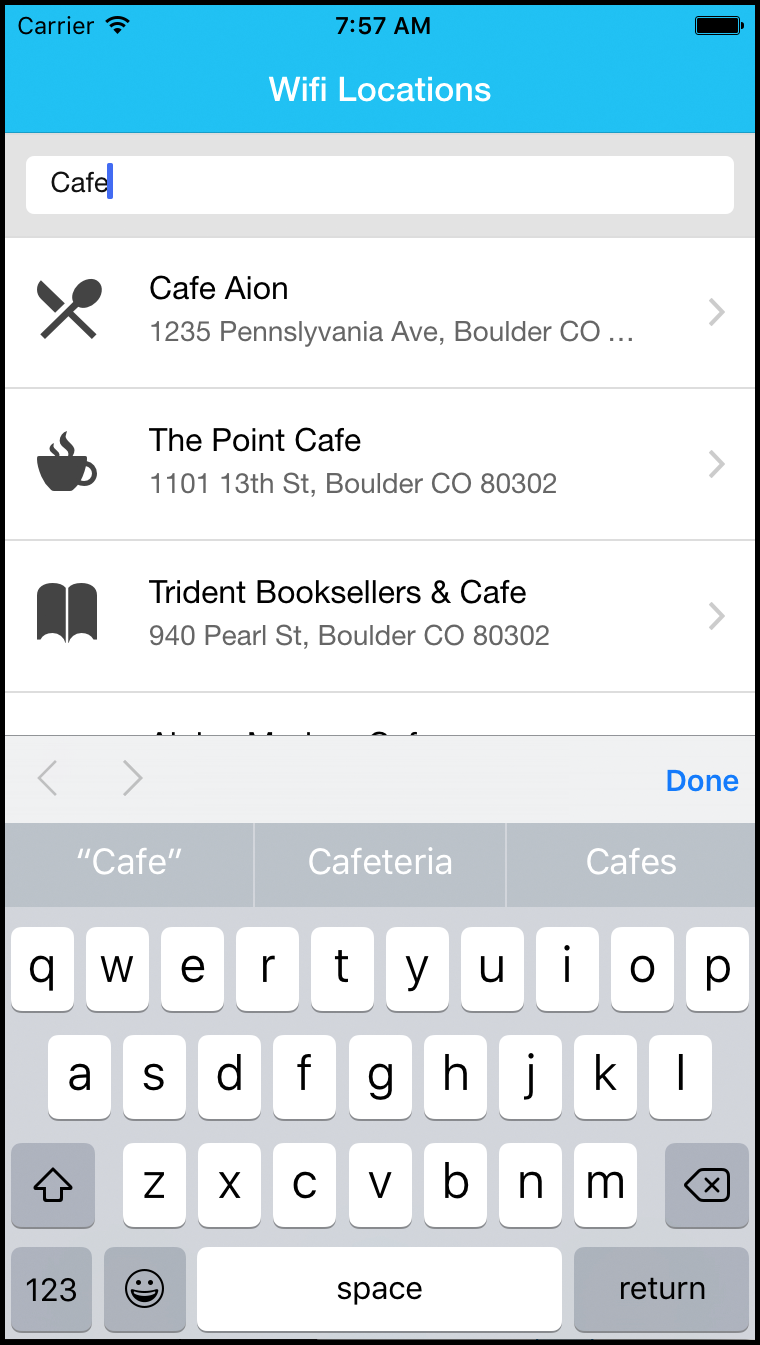 Carrier 7:57 AM
Wifi Locations
Cafe
Cafe Aion
1235 Pennslyvania Ave, Boulder CO ...
The Point Cafe
1101 13th St, Boulder CO 80302
Trident Booksellers & Cafe
940 Pearl St, Boulder CO 80302
Done
“Cafe” Cafeteria Cafes
q w e r t y u i o p
a s d f g h j k l
z x c v b n m
123 space return